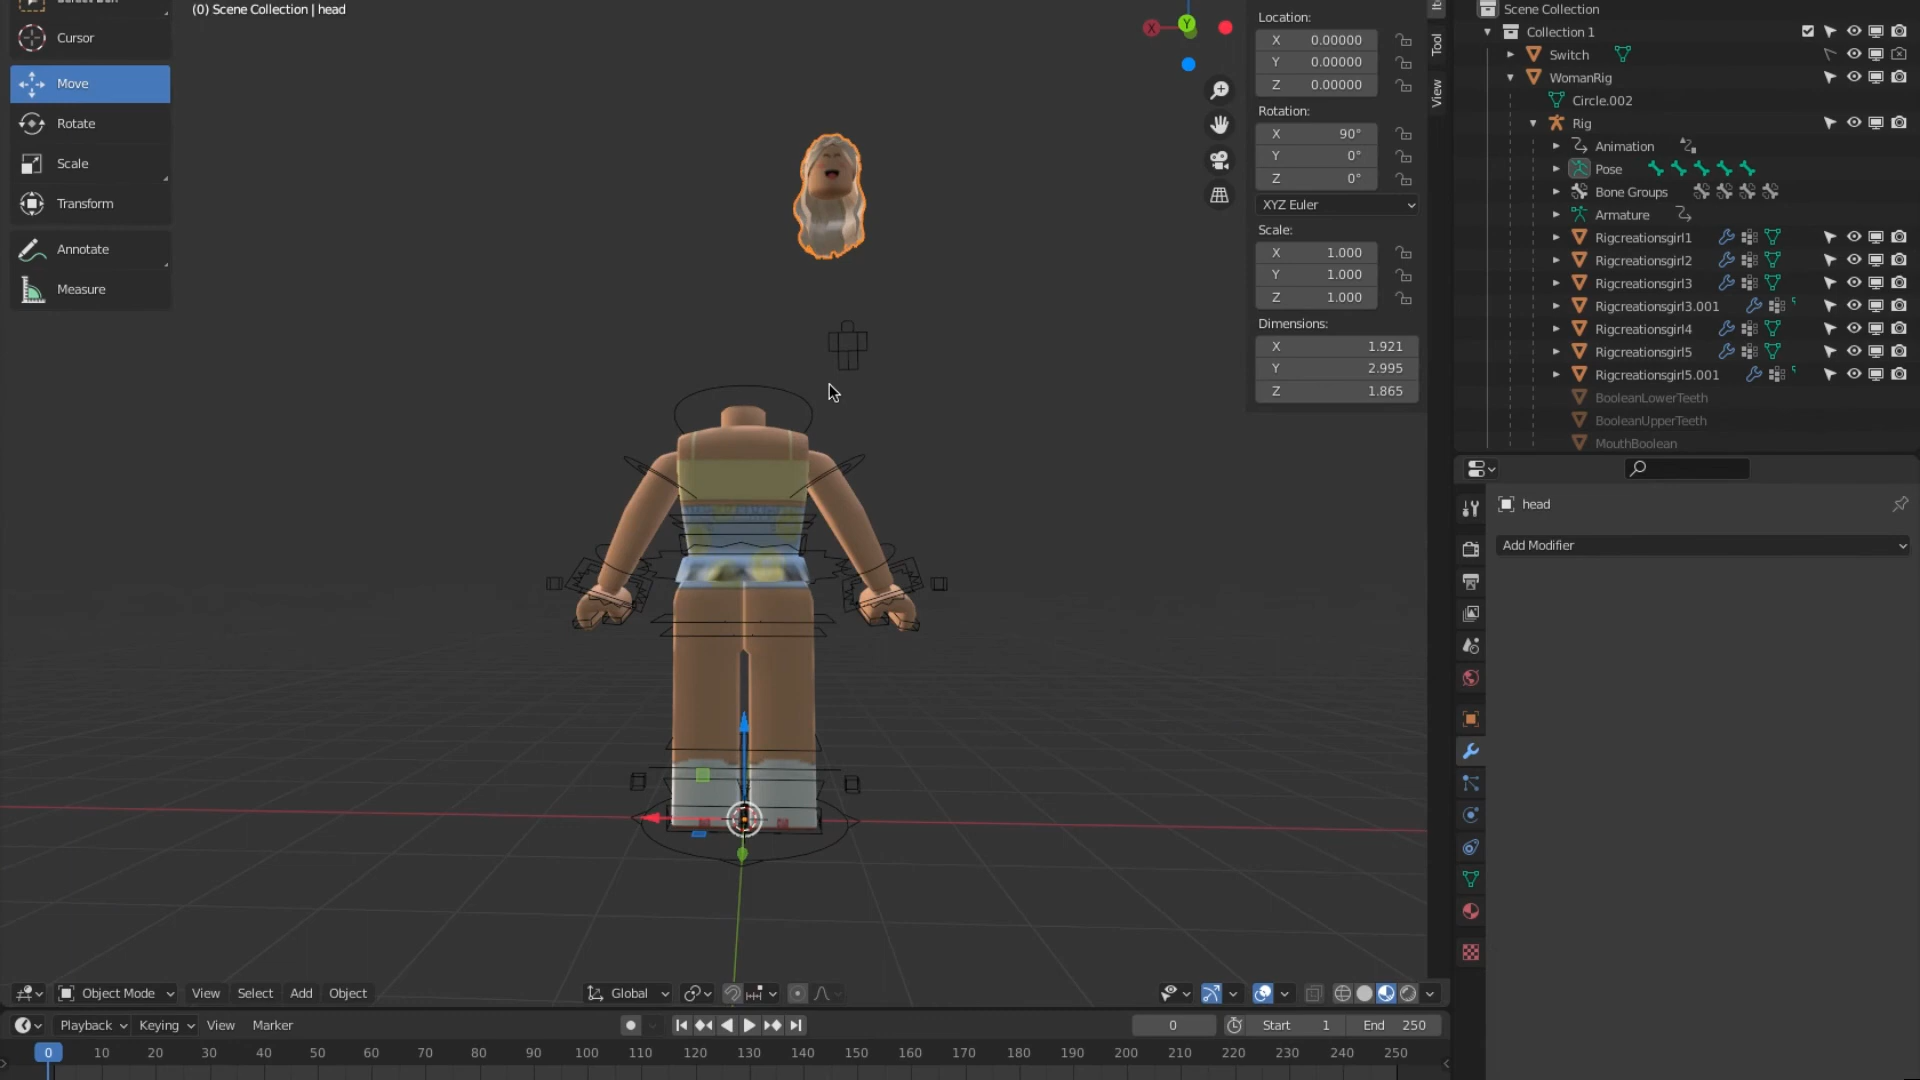 (0) Scene Collection | head
Cursor
Move
Rotate
Scale
Transform
Annotate
Measure
X
Y
Location:
X 0.00000
Y 0.00000
Z 0.00000
Rotation:
X 90°
Y 0°
Z 0°
XYZ Euler
Scale:
X 1.000
Y 1.000
Z 1.000
Dimensions:
X 1.921
Y 2.995
Z 1.865
Tool
View
Scene Collection
Collection 1
Switch
WomanRig
Circle.002
Rig
Animation
Pose
Bone Groups
Armature
Rigcreationsgirl1
Rigcreationsgirl2
Rigcreationsgirl3
Rigcreationsgirl3.001
Rigcreationsgirl4
Rigcreationsgirl5
Rigcreationsgirl5.001
BooleanLowerTeeth
BooleanUpperTeeth
MouthBoolean
head
Add Modifier
Object Mode View Select Add Object Global
Playback Keying View Marker 0 Start 1 End 250
0 10 20 30 40 50 60 70 80 90 100 110 120 130 140 150 160 170 180 190 200 210 220 230 240 250